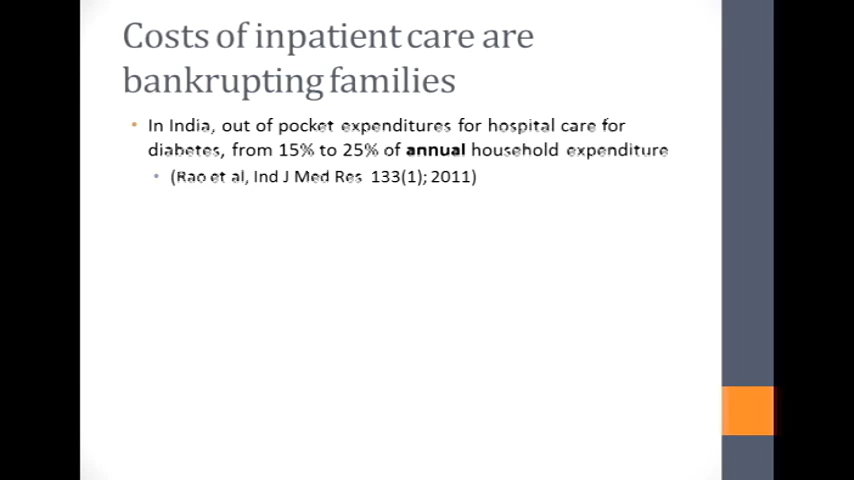 Costs of inpatient care are
bankrupting families
• In India, out of pocket expenditures for hospital care for
diabetes, from 15% to 25% of annual household expenditure
• (Rao et al, Ind J Med Res 133(1); 2011)